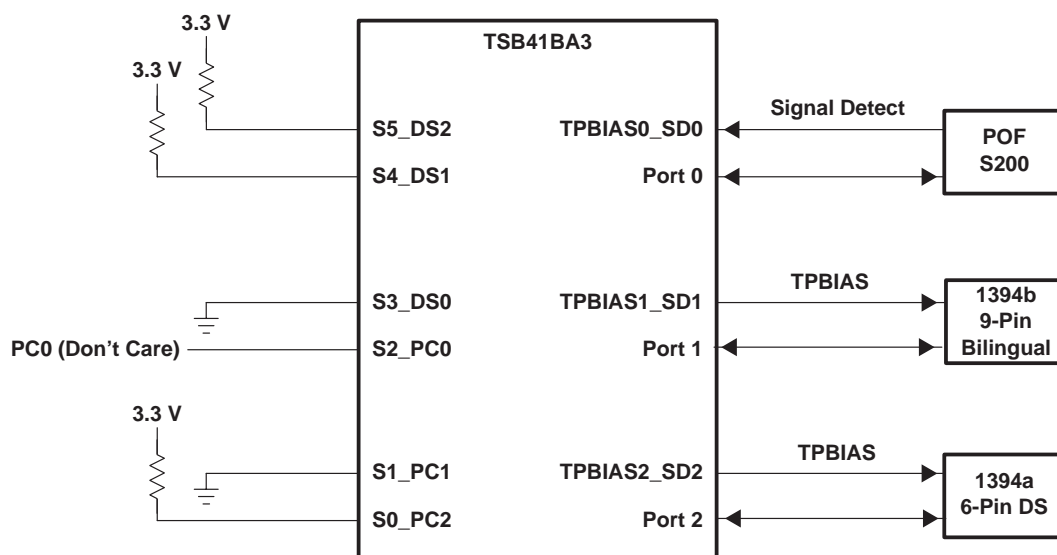 3.3 V
TSB41BA3
3.3 V
Signal Detect
S5_DS2
TPBIAS0_SD0
POF
S200
S4_DS1
Port 0
TPBIAS
S3_DS0
TPBIAS1_SD1
1394b
9-Pin
Bilingual
PC0 (Don't Care)
S2_PC0
Port 1
3.3 V
TPBIAS
S1_PC1
TPBIAS2_SD2
1394a
6-Pin DS
S0_PC2
Port 2